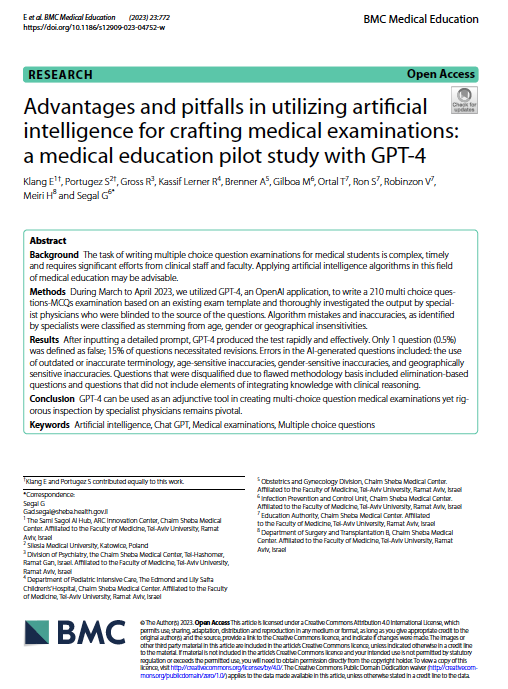 E et al. BMC Medical Education (2023) 23:772
https://doi.org/10.1186/s12909-023-04752-w
BMC Medical Education
RESEARCH
Open Access
Check for
updates
Advantages and pitfalls in utilizing artificial
intelligence for crafting medical examinations:
a medical education pilot study with GPT-4
Klang E1†, Portugez S2†, Gross R3, Kassif Lerner R4, Brenner A5, Gilboa M6, Ortal T7, Ron S7, Robinzon V7,
Meiri H8 and Segal G6*
Abstract
Background The task of writing multiple choice question examinations for medical students is complex, timely
and requires significant efforts from clinical staff and faculty. Applying artificial intelligence algorithms in this field
of medical education may be advisable.
Methods During March to April 2023, we utilized GPT-4, an OpenAI application, to write a 210 multi choice ques-
tions-MCQs examination based on an existing exam template and thoroughly investigated the output by special-
ist physicians who were blinded to the source of the questions. Algorithm mistakes and inaccuracies, as identified
by specialists were classified as stemming from age, gender or geographical insensitivities.
Results After inputting a detailed prompt, GPT-4 produced the test rapidly and effectively. Only 1 question (0.5%)
was defined as false; 15% of questions necessitated revisions. Errors in the AI-generated questions included: the use
of outdated or inaccurate terminology, age-sensitive inaccuracies, gender-sensitive inaccuracies, and geographically
sensitive inaccuracies. Questions that were disqualified due to flawed methodology basis included elimination-based
questions and questions that did not include elements of integrating knowledge with clinical reasoning.
Conclusion GPT-4 can be used as an adjunctive tool in creating multi-choice question medical examinations yet rig-
orous inspection by specialist physicians remains pivotal.
Keywords Artificial intelligence, Chat GPT, Medical examinations, Multiple choice questions
†Klang E and Portugez S contributed equally to this work.
*Correspondence:
Segal G
Gad.segal@sheba.health.gov.il
1 The Sami Sagol AI Hub, ARC Innovation Center, Chaim Sheba Medical
Center. Affiliated to the Faculty of Medicine, Tel-Aviv University, Ramat
Aviv, Israel
2 Silesia Medical University, Katowice, Poland
3 Division of Psychiatry, the Chaim Sheba Medical Center, Tel-Hashomer,
Ramat Gan, Israel. Affiliated to the Faculty of Medicine, Tel-Aviv University,
Ramat Aviv, Israel
4 Department of Pediatric Intensive Care, The Edmond and Lily Safra
Children's Hospital, Chaim Sheba Medical Center. Affiliated to the Faculty
of Medicine, Tel-Aviv University, Ramat Aviv, Israel
5 Obstetrics and Gynecology Division, Chaim Sheba Medical Center.
Affiliated to the Faculty of Medicine, Tel-Aviv University, Ramat Aviv, Israel
6 Infection Prevention and Control Unit, Chaim Sheba Medical Center.
Affiliated to the Faculty of Medicine, Tel-Aviv University, Ramat Aviv, Israel
7 Education Authority, Chaim Sheba Medical Center. Affiliated
to the Faculty of Medicine, Tel-Aviv University, Ramat Aviv, Israel
8 Department of Surgery and Transplantation B, Chaim Sheba Medical
Center. Affiliated to the Faculty of Medicine, Tel-Aviv University, Ramat
Aviv, Israel
BMC
© The Author(s) 2023. Open Access This article is licensed under a Creative Commons Attribution 4.0 International License, which
permits use, sharing, adaptation, distribution and reproduction in any medium or format, as long as you give appropriate credit to the
original author(s) and the source, provide a link to the Creative Commons licence, and indicate if changes were made. The images or
other third party material in this article are included in the article's Creative Commons licence, unless indicated otherwise in a credit line
to the material. If material is not included in the article's Creative Commons licence and your intended use is not permitted by statutory
regulation or exceeds the permitted use, you will need to obtain permission directly from the copyright holder. To view a copy of this
licence, visit http://creativecommons.org/licenses/by/4.0/. The Creative Commons Public Domain Dedication waiver (http://creativecom-
mons.org/publicdomain/zero/1.0/) applies to the data made available in this article, unless otherwise stated in a credit line to the data.